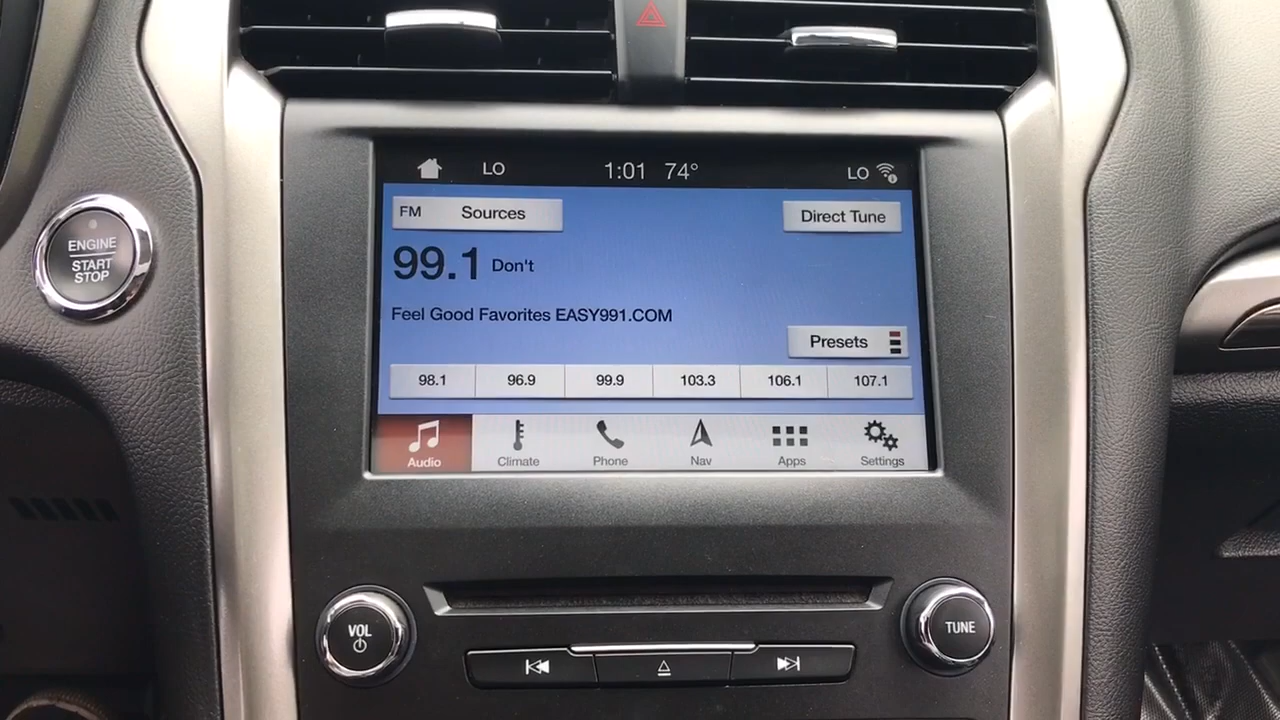 LO 1:01 74° LO
FM Sources Direct Tune
ENGINE
START
STOP
99.1 Don't
Feel Good Favorites EASY991.COM
Presets
98.1 96.9 99.9 103.3 106.1 107.1
Audio Climate Phone Nav Apps Settings
VOL
TUNE